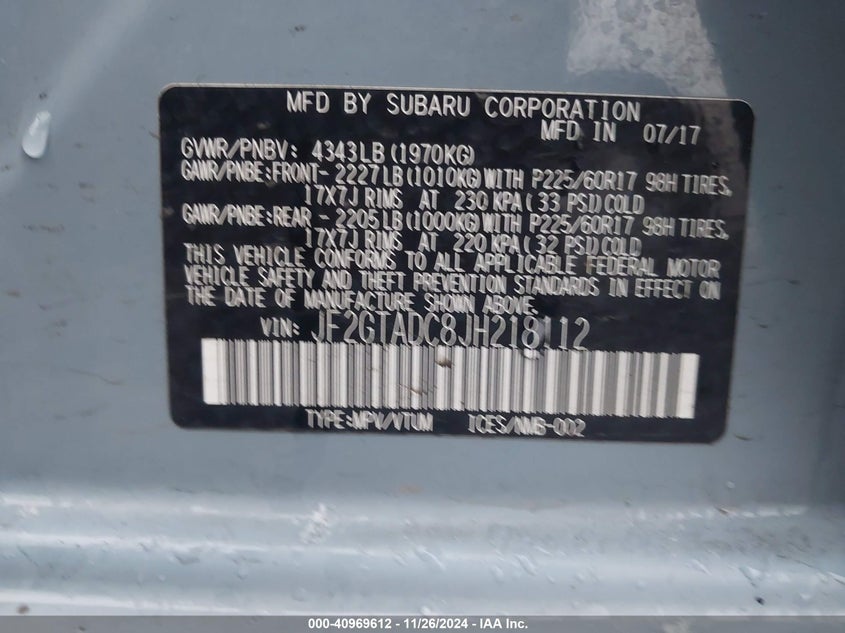 MFD BY SUBARU CORPORATION
MFD IN 07/17
GVWR/PNBV: 4343LB (1970KG)
GAWR/PNBE:FRONT- 2227LB (1010KG) WITH P225/60R17 98H TIRES,
17X7J RIMS AT 230 KPA (33 PSI) COLD
GAWR/PNBE:REAR - 2205LB (1000KG) WITH P225/60R17 98H TIRES,
17X7J RIMS AT 220 KPA (32 PSI) COLD
THIS VEHICLE CONFORMS TO ALL APPLICABLE FEDERAL MOTOR
VEHICLE SAFETY AND THEFT PREVENTION STANDARDS IN EFFECT ON
THE DATE OF MANUFACTURE SHOWN ABOVE.
VIN: JF2GTADC8JH218112
TYPE:MPV/VTUM ICES/NMB-002
000-40969612 - 11/26/2024 - IAA Inc.